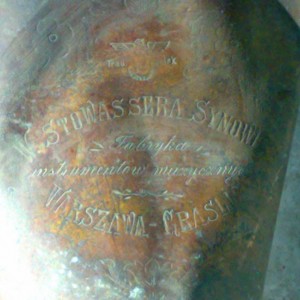 W. STOWASSERA SYNOWIE
Fabryka
instrumentów muzycznych
WARSZAWA - GRASLITZ